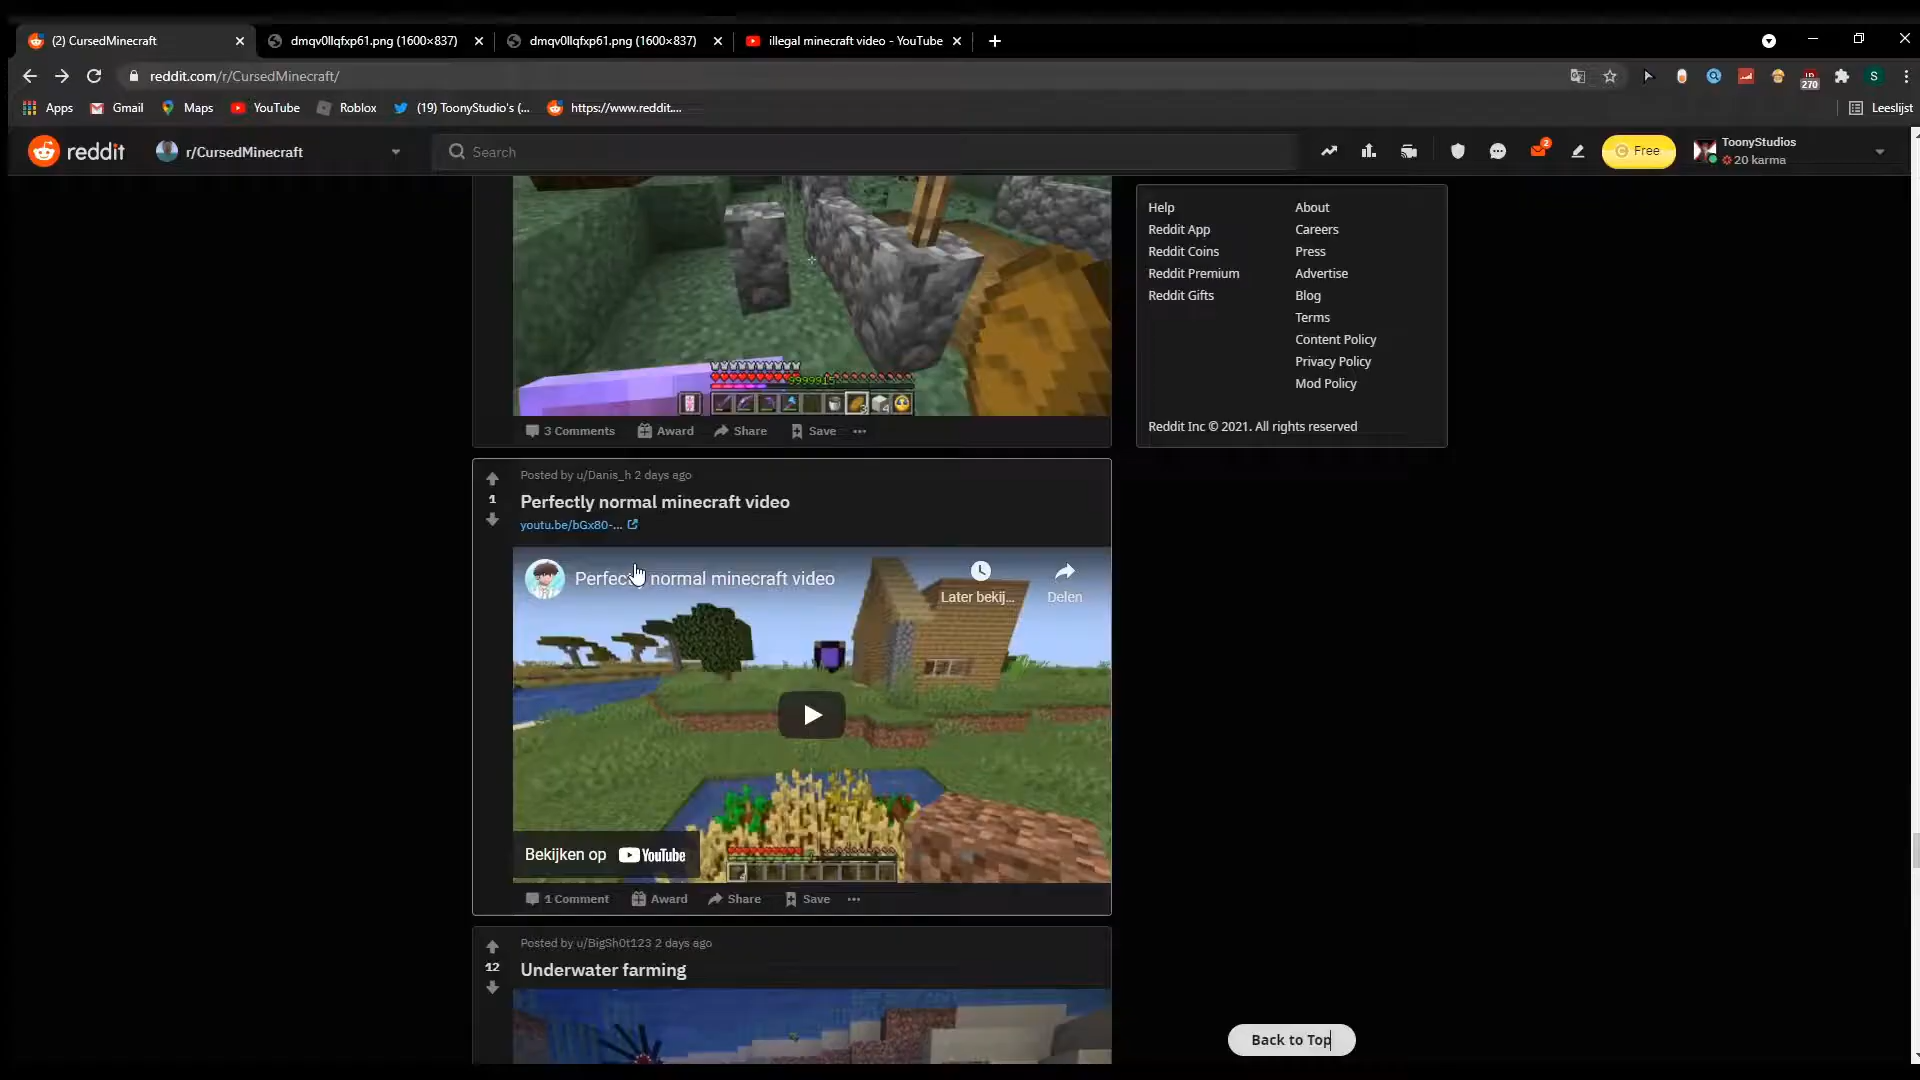 (2) CursedMinecraft
dmqv0llqfxp61.png (1600×837)
dmqv0llqfxp61.png (1600×837)
illegal minecraft video - YouTube
reddit.com/r/CursedMinecraft/
270
S
Apps
Gmail
Maps
YouTube
Roblox
(19) ToonyStudio's (...
https://www.reddit....
Leeslijst
reddit
r/CursedMinecraft
Search
2
Free
ToonyStudios
20 karma
Help
About
Reddit App
Careers
Reddit Coins
Press
Reddit Premium
Advertise
Reddit Gifts
Blog
Terms
Content Policy
Privacy Policy
Mod Policy
Reddit Inc © 2021. All rights reserved
9999915
3
4
3 Comments
Award
Share
Save
Posted by u/Danis_h 2 days ago
1
Perfectly normal minecraft video
youtu.be/bGx80-...
normal minecraft video
Later bekij...
Delen
Bekijken op YouTube
1 Comment
Award
Share
Save
Posted by u/BigSh0t123 2 days ago
12
Underwater farming
Back to Top